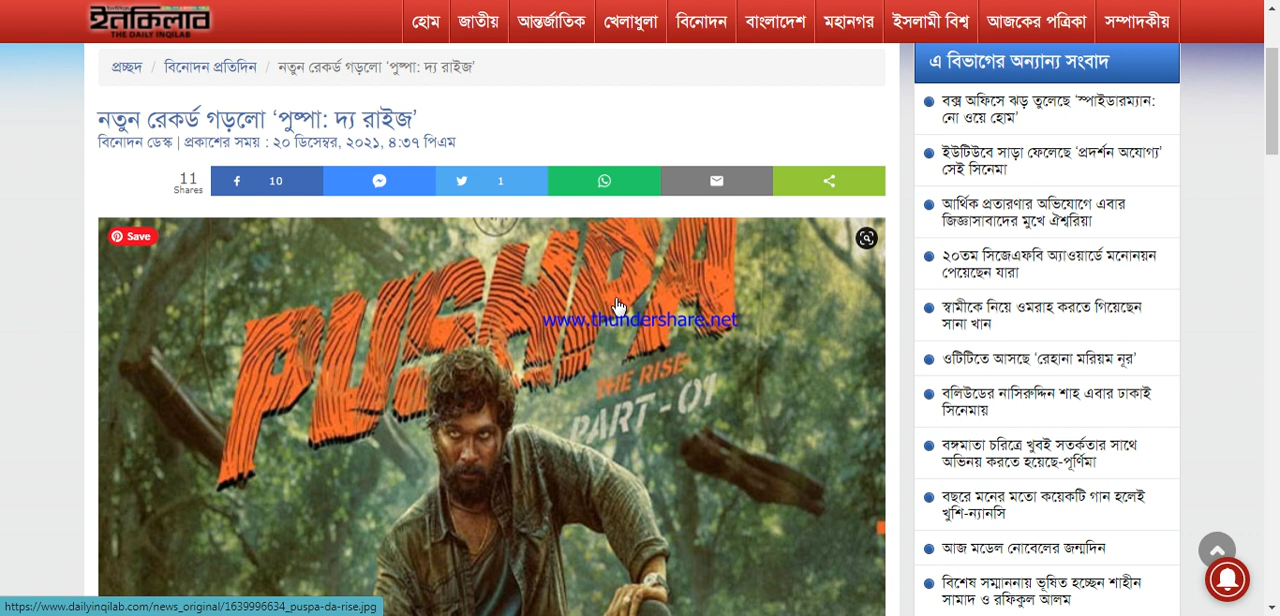 ইনকিলাব
THE DAILY INQILAB
হোম জাতীয় আন্তর্জাতিক খেলাধুলা বিনোদন বাংলাদেশ মহানগর ইসলামী বিশ্ব আজকের পত্রিকা সম্পাদকীয়
প্রচ্ছদ / বিনোদন প্রতিদিন / নতুন রেকর্ড গড়লো ‘পুষ্পা: দ্য রাইজ’
নতুন রেকর্ড গড়লো ‘পুষ্পা: দ্য রাইজ’
বিনোদন ডেস্ক | প্রকাশের সময় : ২০ ডিসেম্বর, ২০২১, ৪:৩৭ পিএম
11
Shares
10
1
Save
PUSHPA
www.thundershare.net
THE RISE
PART-01
এ বিভাগের অন্যান্য সংবাদ
বক্স অফিসে ঝড় তুলেছে ‘স্পাইডারম্যান:
নো ওয়ে হোম’
ইউটিউবে সাড়া ফেলেছে ‘প্রদর্শন অযোগ্য’
সেই সিনেমা
আর্থিক প্রতারণার অভিযোগে এবার
জিজ্ঞাসাবাদের মুখে ঐশ্বরিয়া
২০তম সিজেএফবি অ্যাওয়ার্ডে মনোনয়ন
পেয়েছেন যারা
স্বামীকে নিয়ে ওমরাহ করতে গিয়েছেন
সানা খান
ওটিটিতে আসছে ‘রেহানা মরিয়ম নূর’
বলিউডের নাসিরুদ্দিন শাহ এবার ঢাকাই
সিনেমায়
বঙ্গমাতা চরিত্রে খুবই সতর্কতার সাথে
অভিনয় করতে হয়েছে-পূর্ণিমা
বছরে মনের মতো কয়েকটি গান হলেই
খুশি-ন্যানসি
আজ মডেল নোবেলের জন্মদিন
বিশেষ সম্মাননায় ভূষিত হচ্ছেন শাহীন
সামাদ ও রফিকুল আলম
https://www.dailyinqilab.com/news_original/1639996634_puspa-da-rise.jpg